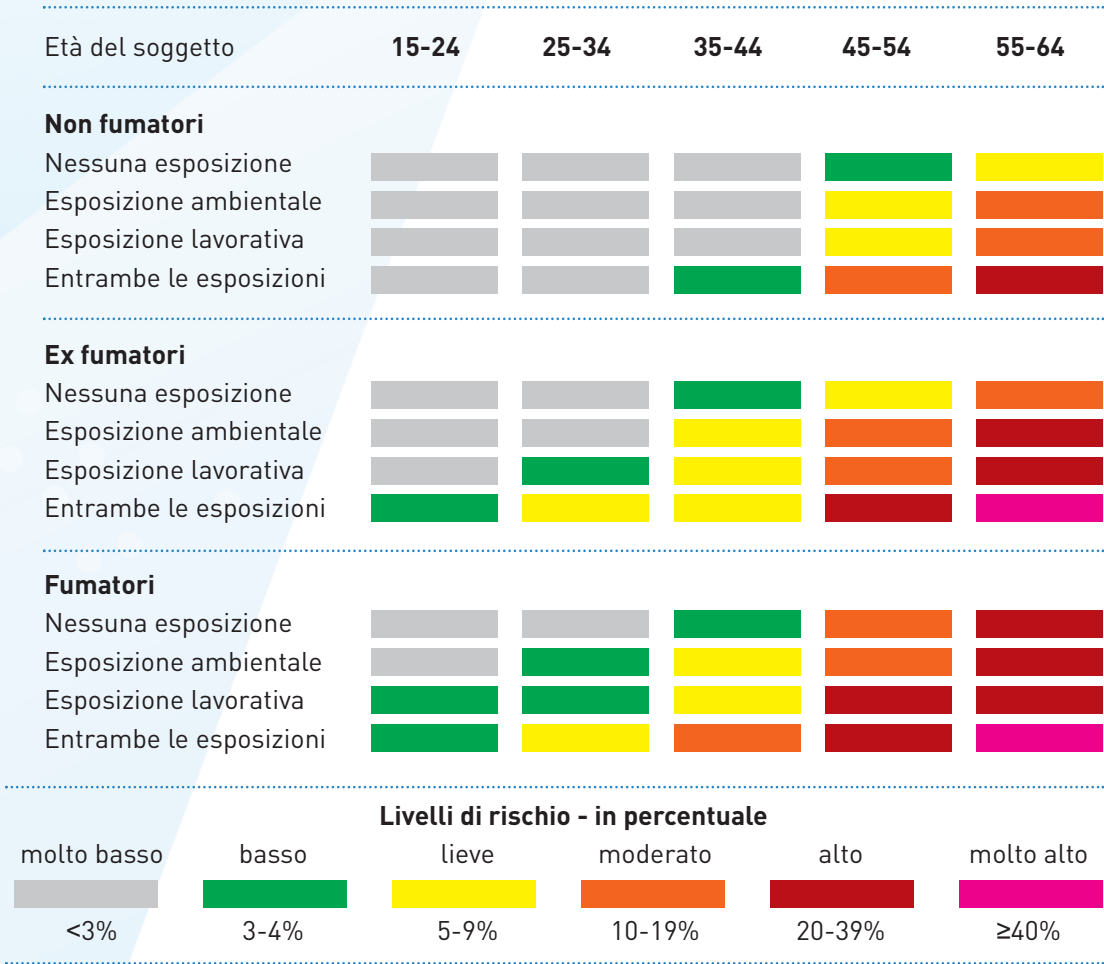 Età del soggetto 15-24 25-34 35-44 45-54 55-64
Non fumatori
Nessuna esposizione
Esposizione ambientale
Esposizione lavorativa
Entrambe le esposizioni
Ex fumatori
Nessuna esposizione
Esposizione ambientale
Esposizione lavorativa
Entrambe le esposizioni
Fumatori
Nessuna esposizione
Esposizione ambientale
Esposizione lavorativa
Entrambe le esposizioni
Livelli di rischio - in percentuale
molto basso basso lieve moderato alto molto alto
<3% 3-4% 5-9% 10-19% 20-39% ≥40%